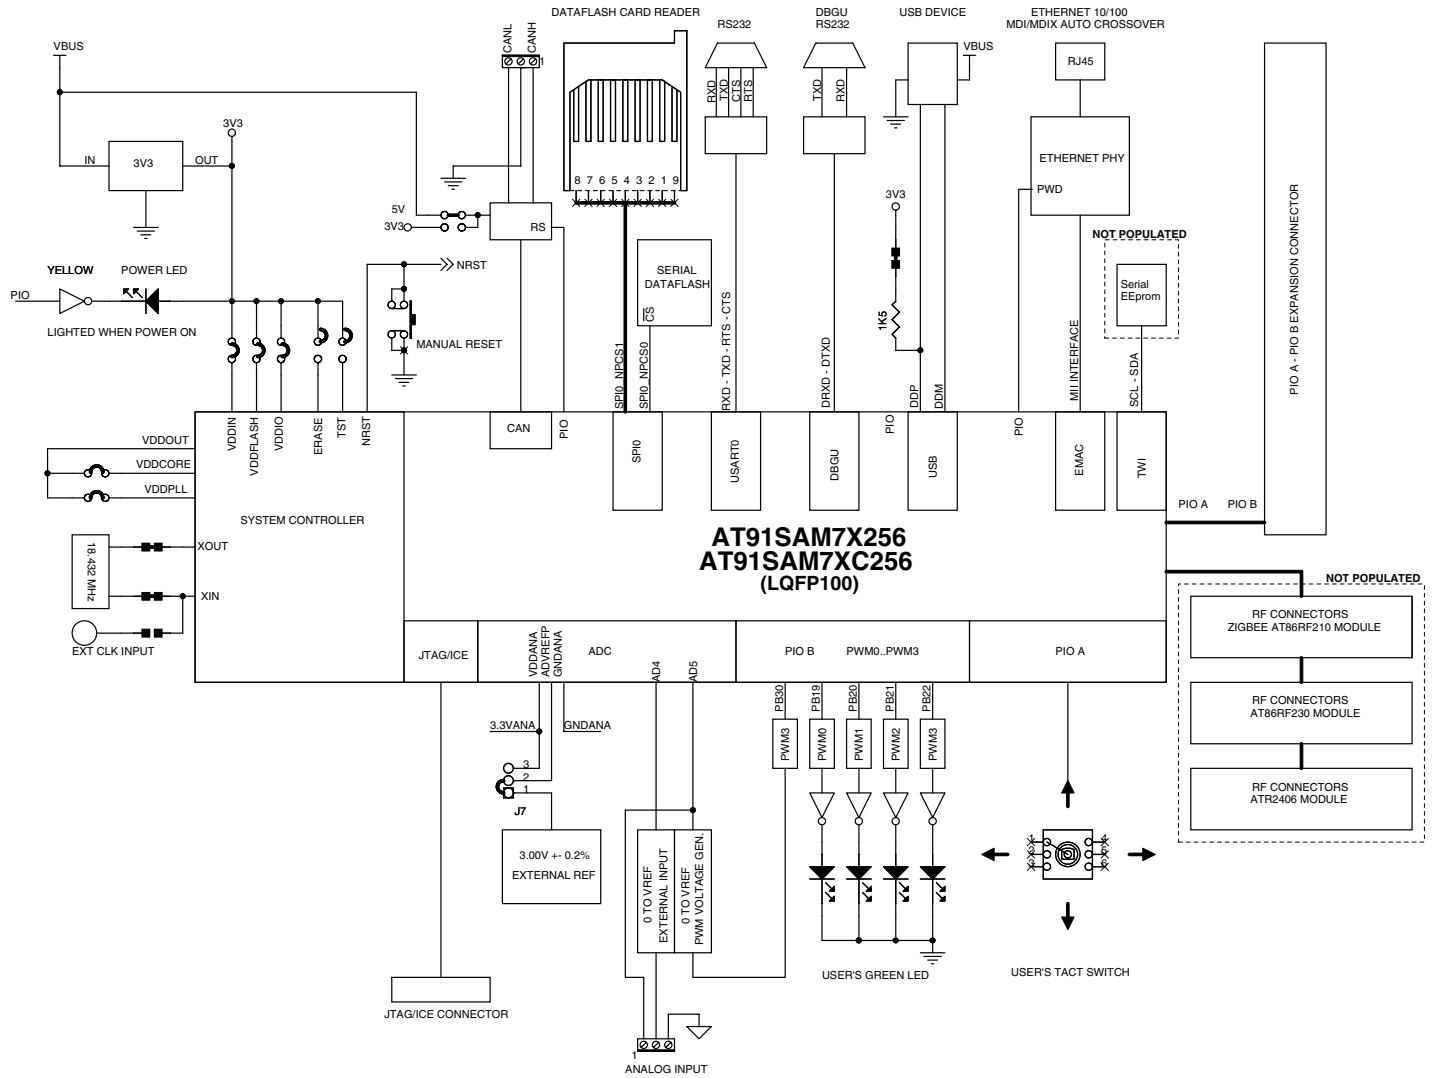 DATAFLASH CARD READER
RS232
DBGU
RS232
USB DEVICE
ETHERNET 10/100
MDI/MDIX AUTO CROSSOVER
VBUS
CANL
CANH
1
VBUS
RJ45
RXD
TXD
CTS
RTS
TXD
RXD
3V3
IN
3V3
OUT
8 7 6 5 4 3 2 1 9
ETHERNET PHY
PWD
5V
3V3
RS
3V3
NOT POPULATED
Serial
EEprom
PIO A - PIO B EXPANSION CONNECTOR
YELLOW
POWER LED
PIO
LIGHTED WHEN POWER ON
NRST
MANUAL RESET
SERIAL
DATAFLASH
CS
1K5
SPI0_NPCS1
SPI0_NPCS0
RXD - TXD - RTS - CTS
DRXD - DTXD
PIO
DDP
DDM
PIO
MII INTERFACE
SCL - SDA
VDDIN
VDDFLASH
VDDIO
ERASE
TST
NRST
CAN
PIO
SPI0
USART0
DBGU
USB
EMAC
TWI
VDDOUT
VDDCORE
VDDPLL
SYSTEM CONTROLLER
PIO A
PIO B
AT91SAM7X256
AT91SAM7XC256
(LQFP100)
18.432 MHz
XOUT
XIN
EXT CLK INPUT
NOT POPULATED
RF CONNECTORS
ZIGBEE AT86RF210 MODULE
RF CONNECTORS
AT86RF230 MODULE
RF CONNECTORS
ATR2406 MODULE
JTAG/ICE
VDDANA
ADVREFP
GNDANA
ADC
AD4
AD5
PIO B
PWM0..PWM3
PIO A
PB30
PB19
PB20
PB21
PB22
3.3VANA
GNDANA
PWM3
PWM0
PWM1
PWM2
PWM3
3
2
1
J7
3.00V +- 0.2%
EXTERNAL REF
0 TO VREF
EXTERNAL INPUT
0 TO VREF
PWM VOLTAGE GEN.
USER'S GREEN LED
USER'S TACT SWITCH
JTAG/ICE CONNECTOR
1
ANALOG INPUT